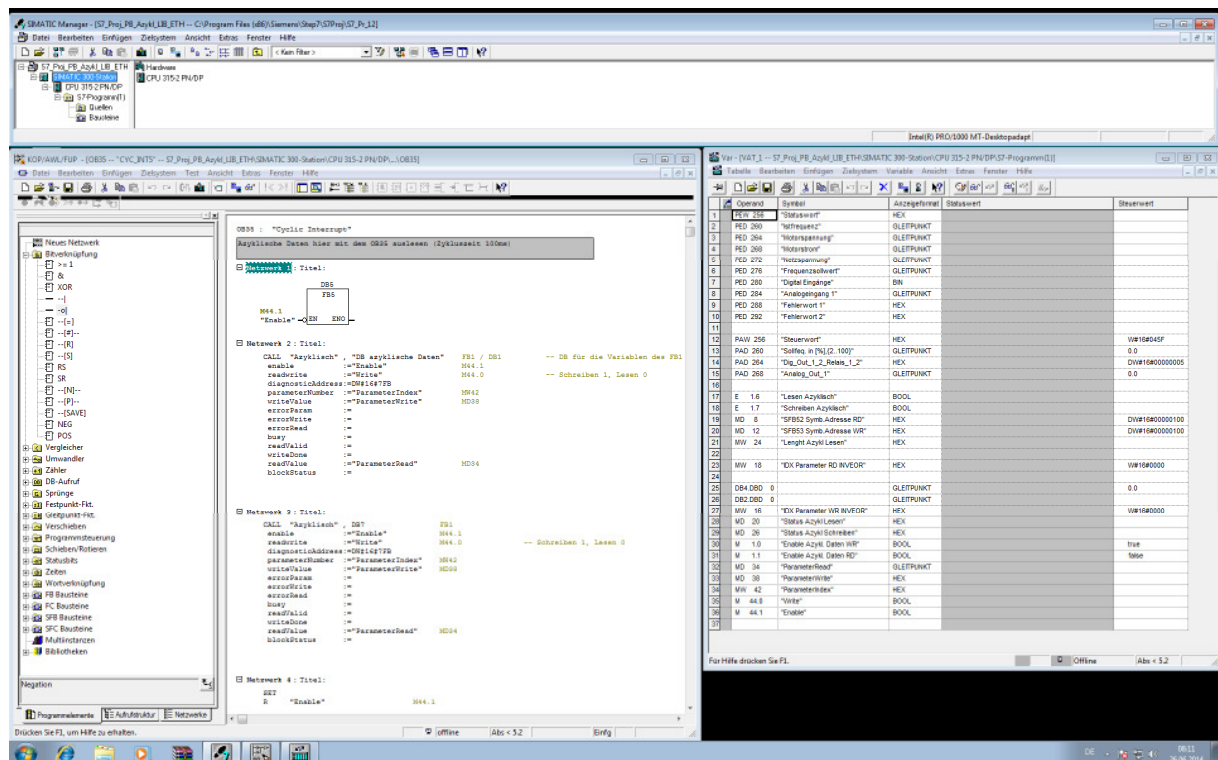 SIMATIC Manager - [S7_Proj_PB_Azykl_LIB_ETH -- C:\Program Files (x86)\Siemens\Step7\S7Proj\S7_Pr_12]
Datei Bearbeiten Einfügen Zielsystem Ansicht Extras Fenster Hilfe
< Kein Filter >
S7_Proj_PB_Azykl_LIB_ETH
SIMATIC 300-Station
CPU 315-2 PN/DP
S7-Programm(1)
Quellen
Bausteine
Hardware
CPU 315-2 PN/DP
Intel(R) PRO/1000 MT-Desktopadapt
KOP/AWL/FUP - [OB35 -- "CYC_INT5" -- S7_Proj_PB_Azykl_LIB_ETH\SIMATIC 300-Station\CPU 315-2 PN/DP\...\OB35]
Datei Bearbeiten Einfügen Zielsystem Test Ansicht Extras Fenster Hilfe
Neues Netzwerk
Bitverknüpfung
>=1
&
XOR
--|
--o|
--[=]
--[#]--
--[R]
--[S]
RS
SR
--[N]--
--[P]--
--[SAVE]
NEG
POS
Vergleicher
Umwandler
Zähler
DB-Aufruf
Sprünge
Festpunkt-Fkt.
Gleitpunkt-Fkt.
Verschieben
Programmsteuerung
Schieben/Rotieren
Statusbits
Zeiten
Wortverknüpfung
FB Bausteine
FC Bausteine
SFB Bausteine
SFC Bausteine
Multiinstanzen
Bibliotheken
Negation
Programmelemente Aufrufstruktur Netzwerke
OB35 : "Cyclic Interrupt"
Azyklische Daten hier mit dem OB35 auslesen (Zykluszeit 100ms)
Netzwerk 1: Titel:
DB5
FB5
M44.1
"Enable" EN ENO
Netzwerk 2: Titel:
CALL "Azyklisch" , "DB azyklische Daten" FB1 / DB1 -- DB für die Variablen des FB1
enable :="Enable" M44.1
readwrite :="Write" M44.0 -- Schreiben 1, Lesen 0
diagnosticAddress:=DW#16#7FB
parameterNumber :="ParameterIndex" MW42
writeValue :="ParameterWrite" MD38
errorParam :=
errorWrite :=
errorRead :=
busy :=
readValid :=
writeDone :=
readValue :="ParameterRead" MD34
blockStatus :=
Netzwerk 3: Titel:
CALL "Azyklisch" , DB7 FB1
enable :="Enable" M44.1
readwrite :="Write" M44.0 -- Schreiben 1, Lesen 0
diagnosticAddress:=DW#16#7FB
parameterNumber :="ParameterIndex" MW42
writeValue :="ParameterWrite" MD38
errorParam :=
errorWrite :=
errorRead :=
busy :=
readValid :=
writeDone :=
readValue :="ParameterRead" MD34
blockStatus :=
Netzwerk 4: Titel:
SET
R "Enable" M44.1
Drücken Sie F1, um Hilfe zu erhalten. offline Abs < 5.2 Einfg
Var - [VAT_1 -- S7_Proj_PB_Azykl_LIB_ETH\SIMATIC 300-Station\CPU 315-2 PN/DP\S7-Programm(1)]
Tabelle Bearbeiten Einfügen Zielsystem Variable Ansicht Extras Fenster Hilfe
Operand Symbol Anzeigeformat Statuswert Steuerwert
1 PEW 256 "Statuswort" HEX
2 PED 260 "Istfrequenz" GLEITPUNKT
3 PED 264 "Motorspannung" GLEITPUNKT
4 PED 268 "Motorstrom" GLEITPUNKT
5 PED 272 "Netzspannung" GLEITPUNKT
6 PED 276 "Frequenzsollwert" GLEITPUNKT
7 PED 280 "Digital Eingänge" BIN
8 PED 284 "Analogeingang 1" GLEITPUNKT
9 PED 288 "Fehlerwort 1" HEX
10 PED 292 "Fehlerwort 2" HEX
11
12 PAW 256 "Steuerwort" HEX W#16#045F
13 PAD 260 "Sollfeq. in [%],{2..100}" GLEITPUNKT 0.0
14 PAD 264 "Dig_Out_1_2_Relais_1_2" HEX DW#16#00000005
15 PAD 268 "Analog_Out_1" GLEITPUNKT 0.0
16
17 E 1.6 "Lesen Azyklisch" BOOL
18 E 1.7 "Schreiben Azyklisch" BOOL
19 MD 8 "SFB52 Symb.Adresse RD" HEX DW#16#00000100
20 MD 12 "SFB53 Symb.Adresse WR" HEX DW#16#00000100
21 MW 24 "Lenght Azykl Lesen" HEX
22
23 MW 18 "IDX Parameter RD INVEOR" HEX W#16#0000
24
25 DB4.DBD 0 GLEITPUNKT 0.0
26 DB2.DBD 0 GLEITPUNKT
27 MW 16 "IDX Parameter WR INVEOR" HEX W#16#0000
28 MD 20 "Status Azykl Lesen" HEX
29 MD 26 "Status Azykl Schreiben" HEX
30 M 1.0 "Enable Azykl. Daten WR" BOOL true
31 M 1.1 "Enable Azykl. Daten RD" BOOL false
32 MD 34 "ParameterRead" GLEITPUNKT
33 MD 38 "ParameterWrite" HEX
34 MW 42 "ParameterIndex" HEX
35 M 44.0 "Write" BOOL
36 M 44.1 "Enable" BOOL
37
Für Hilfe drücken Sie F1. Offline Abs < 5.2
DE 08:11
26.06.2014